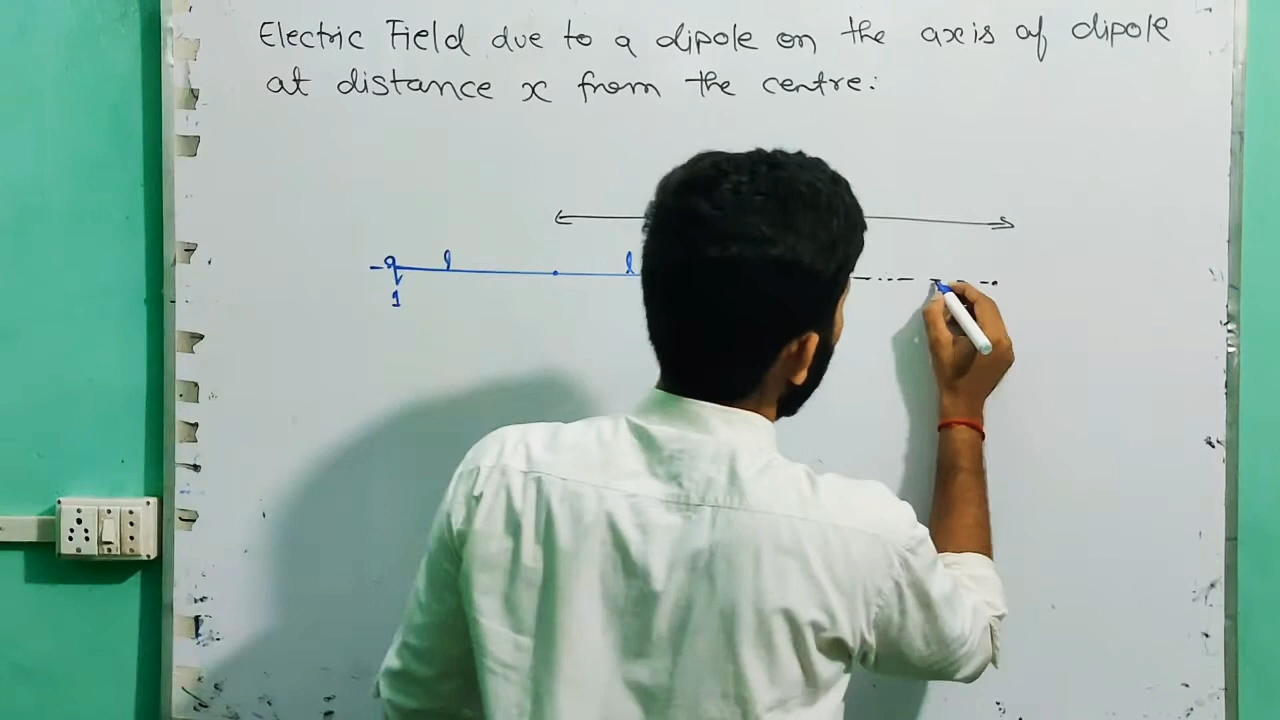 Electric Field due to a dipole on the axis of dipole
at distance x from the centre:
l l
-q
1